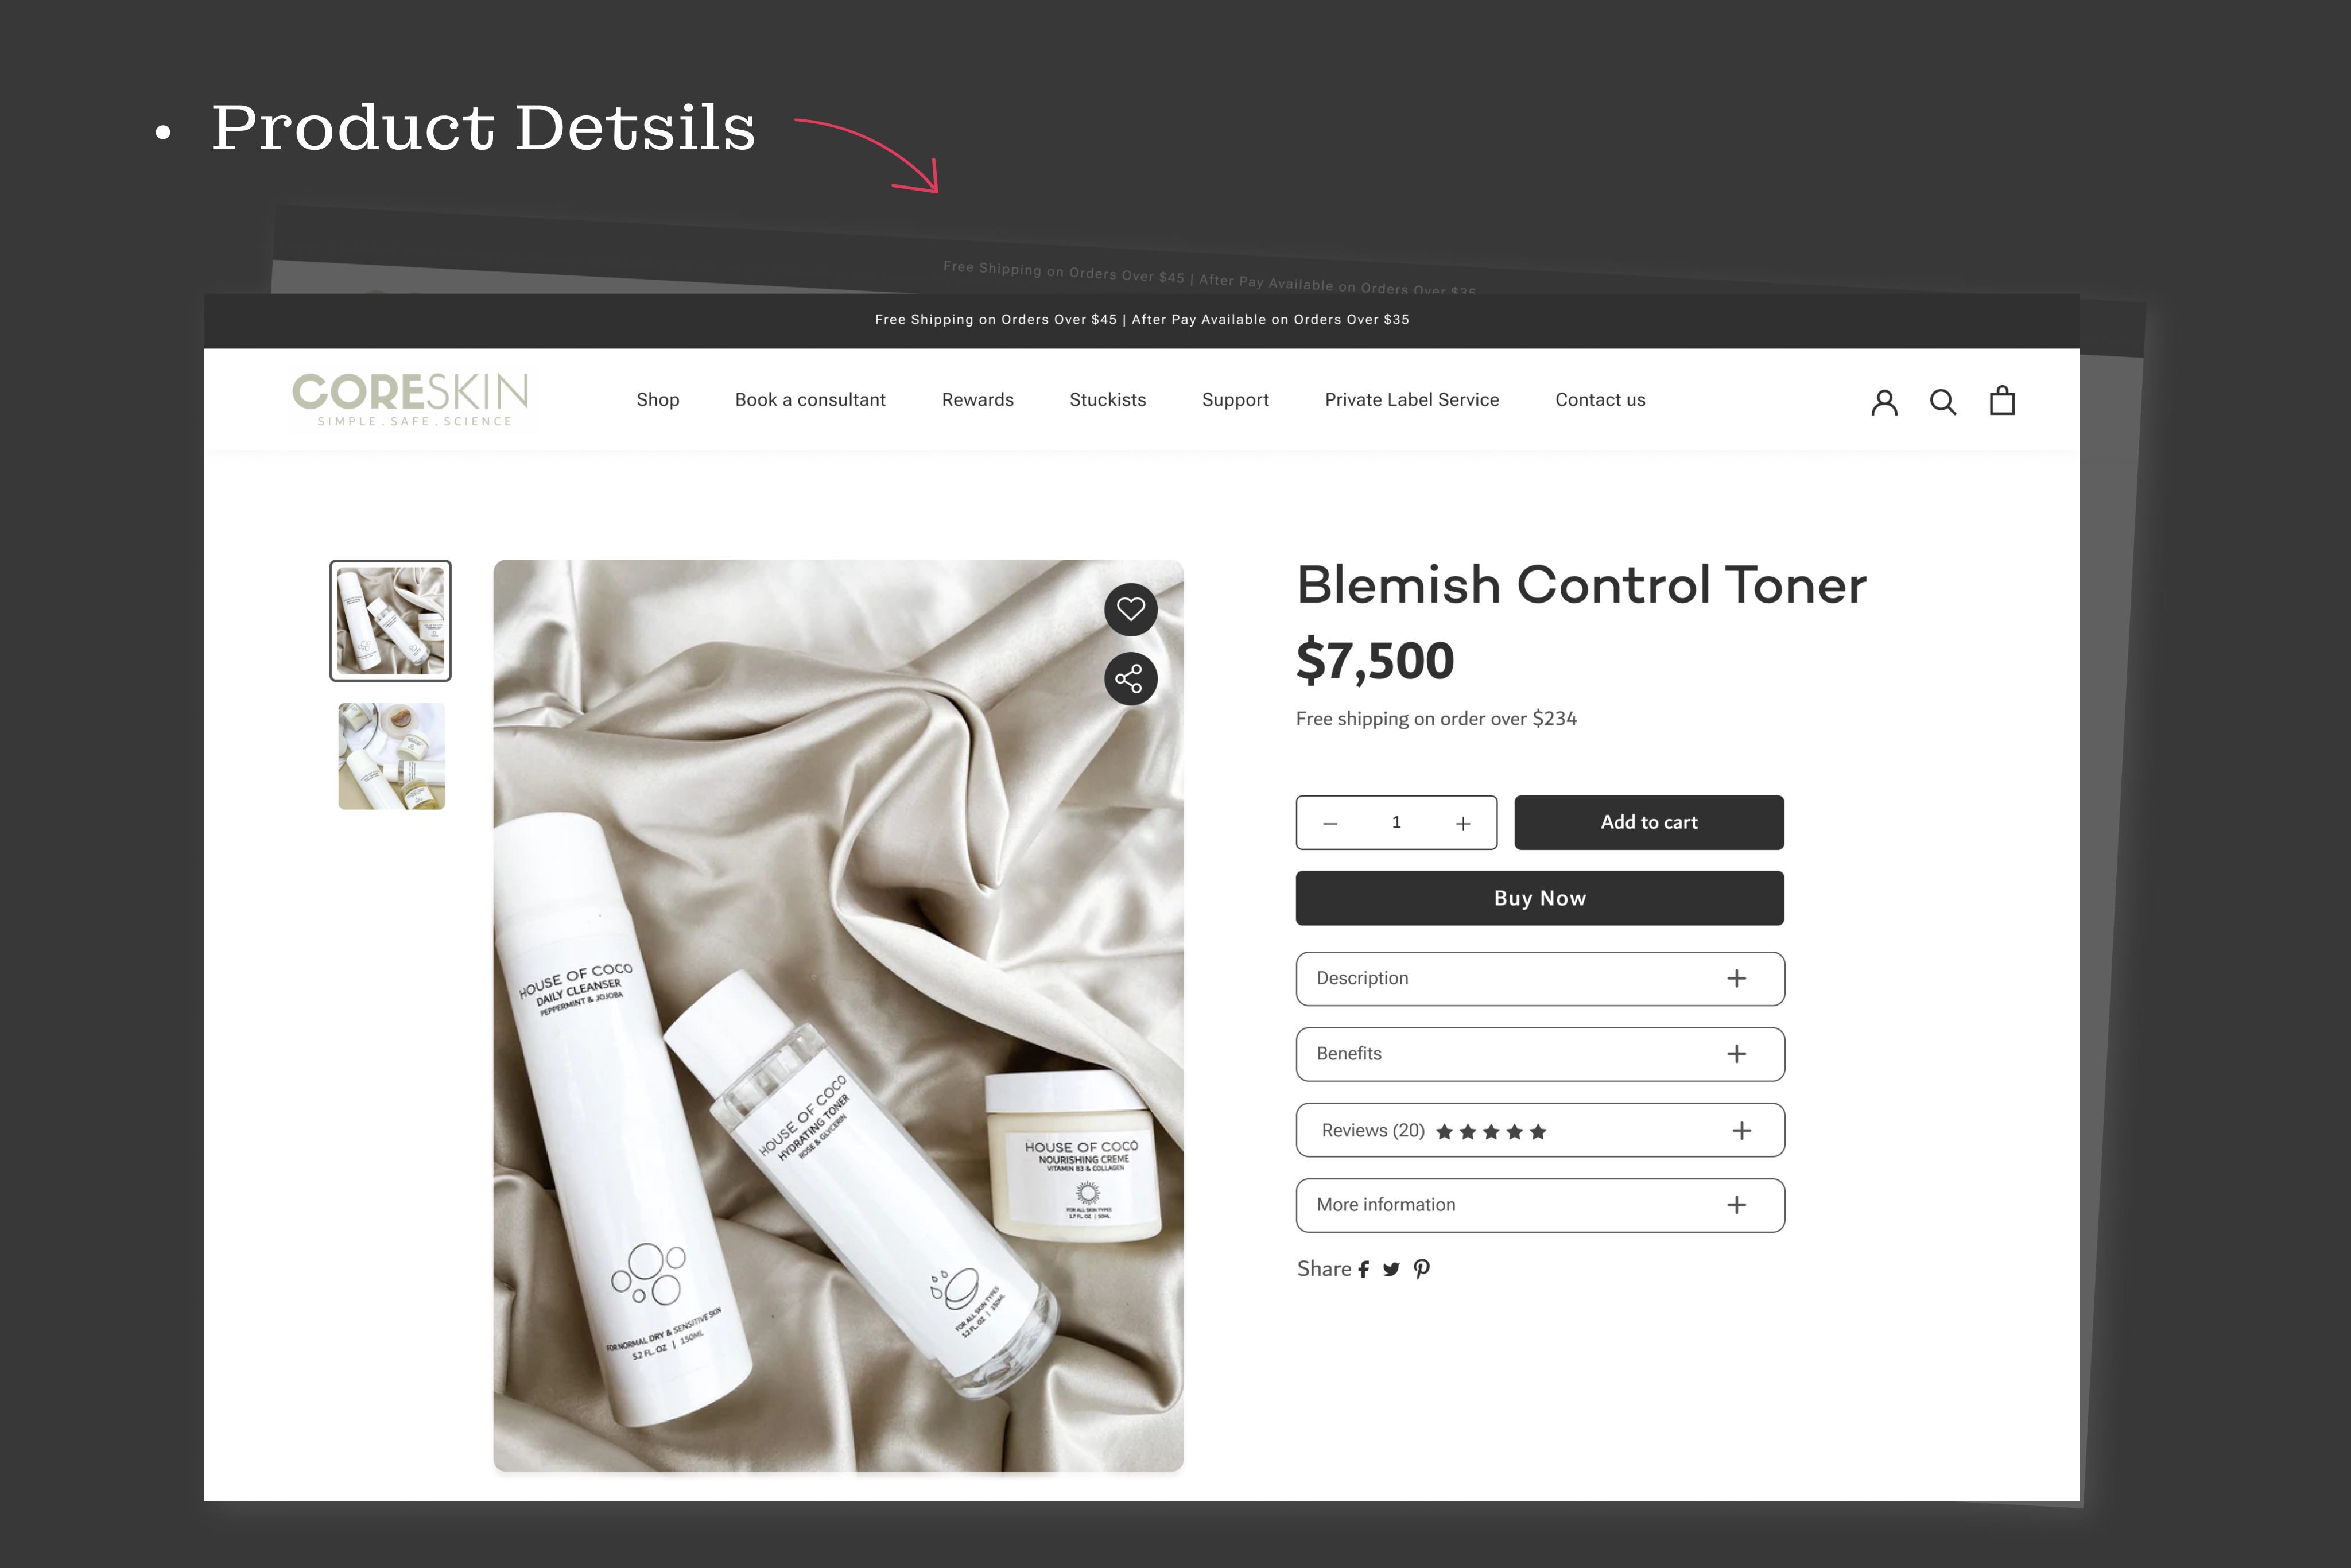 • Product Detsils
Free Shipping on Orders Over $45 | After Pay Available on Orders Over $35
Free Shipping on Orders Over $45 | After Pay Available on Orders Over $35
CORESKIN
SIMPLE.SAFE.SCIENCE
Shop Book a consultant Rewards Stuckists Support Private Label Service Contact us
Blemish Control Toner
$7,500
Free shipping on order over $234
1 Add to cart
Buy Now
Description
Benefits
Reviews (20)
More information
Share
HOUSE OF COCO
DAILY CLEANSER
PEPPERMINT & JOJOBA
FOR NORMAL DRY & SENSITIVE SKIN
5.2 FL. OZ | 150ML
HOUSE OF COCO
HYDRATING TONER
ROSE & GLYCERIN
FOR ALL SKIN TYPES
5.2 FL. OZ | 150ML
HOUSE OF COCO
NOURISHING CREME
VITAMIN B3 & COLLAGEN
FOR ALL SKIN TYPES
1.7 FL. OZ | 50ML